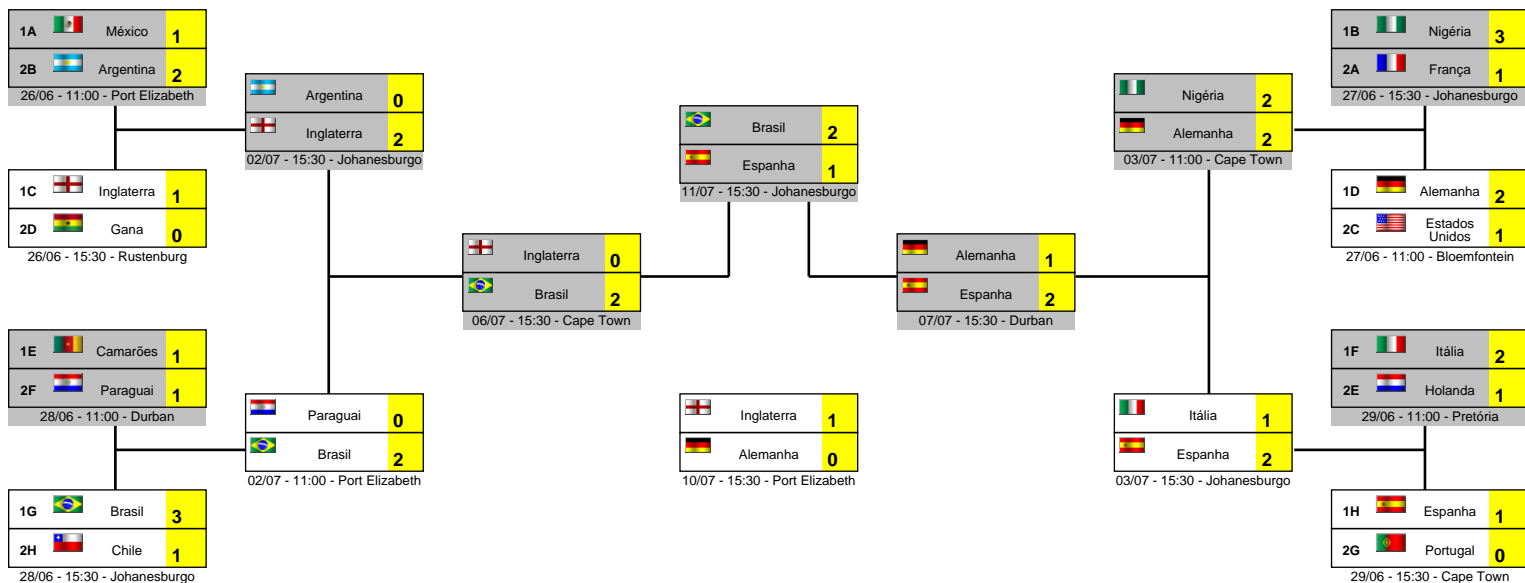 1A México 1
2B Argentina 2
26/06 - 11:00 - Port Elizabeth
1C Inglaterra 1
2D Gana 0
26/06 - 15:30 - Rustenburg
1E Camarões 1
2F Paraguai 1
28/06 - 11:00 - Durban
1G Brasil 3
2H Chile 1
28/06 - 15:30 - Johanesburgo
Argentina 0
Inglaterra 2
02/07 - 15:30 - Johanesburgo
Paraguai 0
Brasil 2
02/07 - 11:00 - Port Elizabeth
Inglaterra 0
Brasil 2
06/07 - 15:30 - Cape Town
Brasil 2
Espanha 1
11/07 - 15:30 - Johanesburgo
Inglaterra 1
Alemanha 0
10/07 - 15:30 - Port Elizabeth
Alemanha 1
Espanha 2
07/07 - 15:30 - Durban
Nigéria 2
Alemanha 2
03/07 - 11:00 - Cape Town
Itália 1
Espanha 2
03/07 - 15:30 - Johanesburgo
1B Nigéria 3
2A França 1
27/06 - 15:30 - Johanesburgo
1D Alemanha 2
2C Estados
Unidos 1
27/06 - 11:00 - Bloemfontein
1F Itália 2
2E Holanda 1
29/06 - 11:00 - Pretória
1H Espanha 1
2G Portugal 0
29/06 - 15:30 - Cape Town